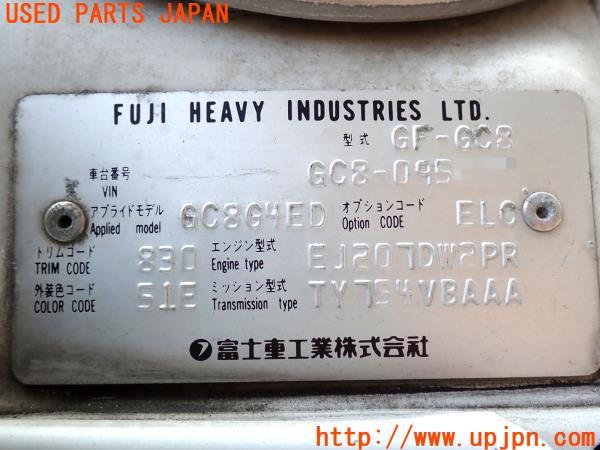 USED PARTS JAPAN
FUJI HEAVY INDUSTRIES LTD.
型式 GF-GC8
車台番号 VIN GC8-095
アプライドモデル Applied model GC8G4ED オプションコード Option CODE ELC
トリムコード TRIM CODE 830 エンジン型式 Engine type EJ207DW2PR
外装色コード COLOR CODE 51E ミッション型式 Transmission type TY754VBAAA
富士重工業株式会社
http://www.upjpn.com/